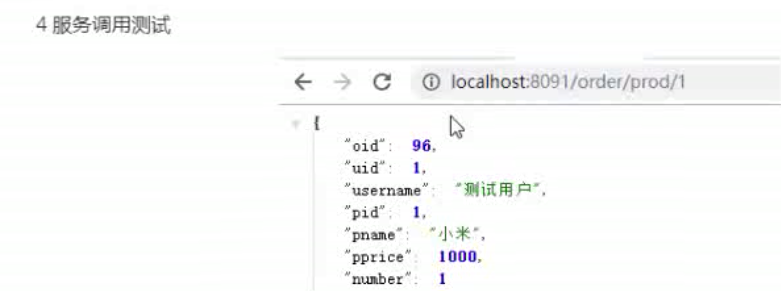 4 服务调用测试
localhost:8091/order/prod/1
{
"oid": 96,
"uid": 1,
"username": "测试用户",
"pid": 1,
"pname": "小米",
"pprice": 1000,
"number": 1